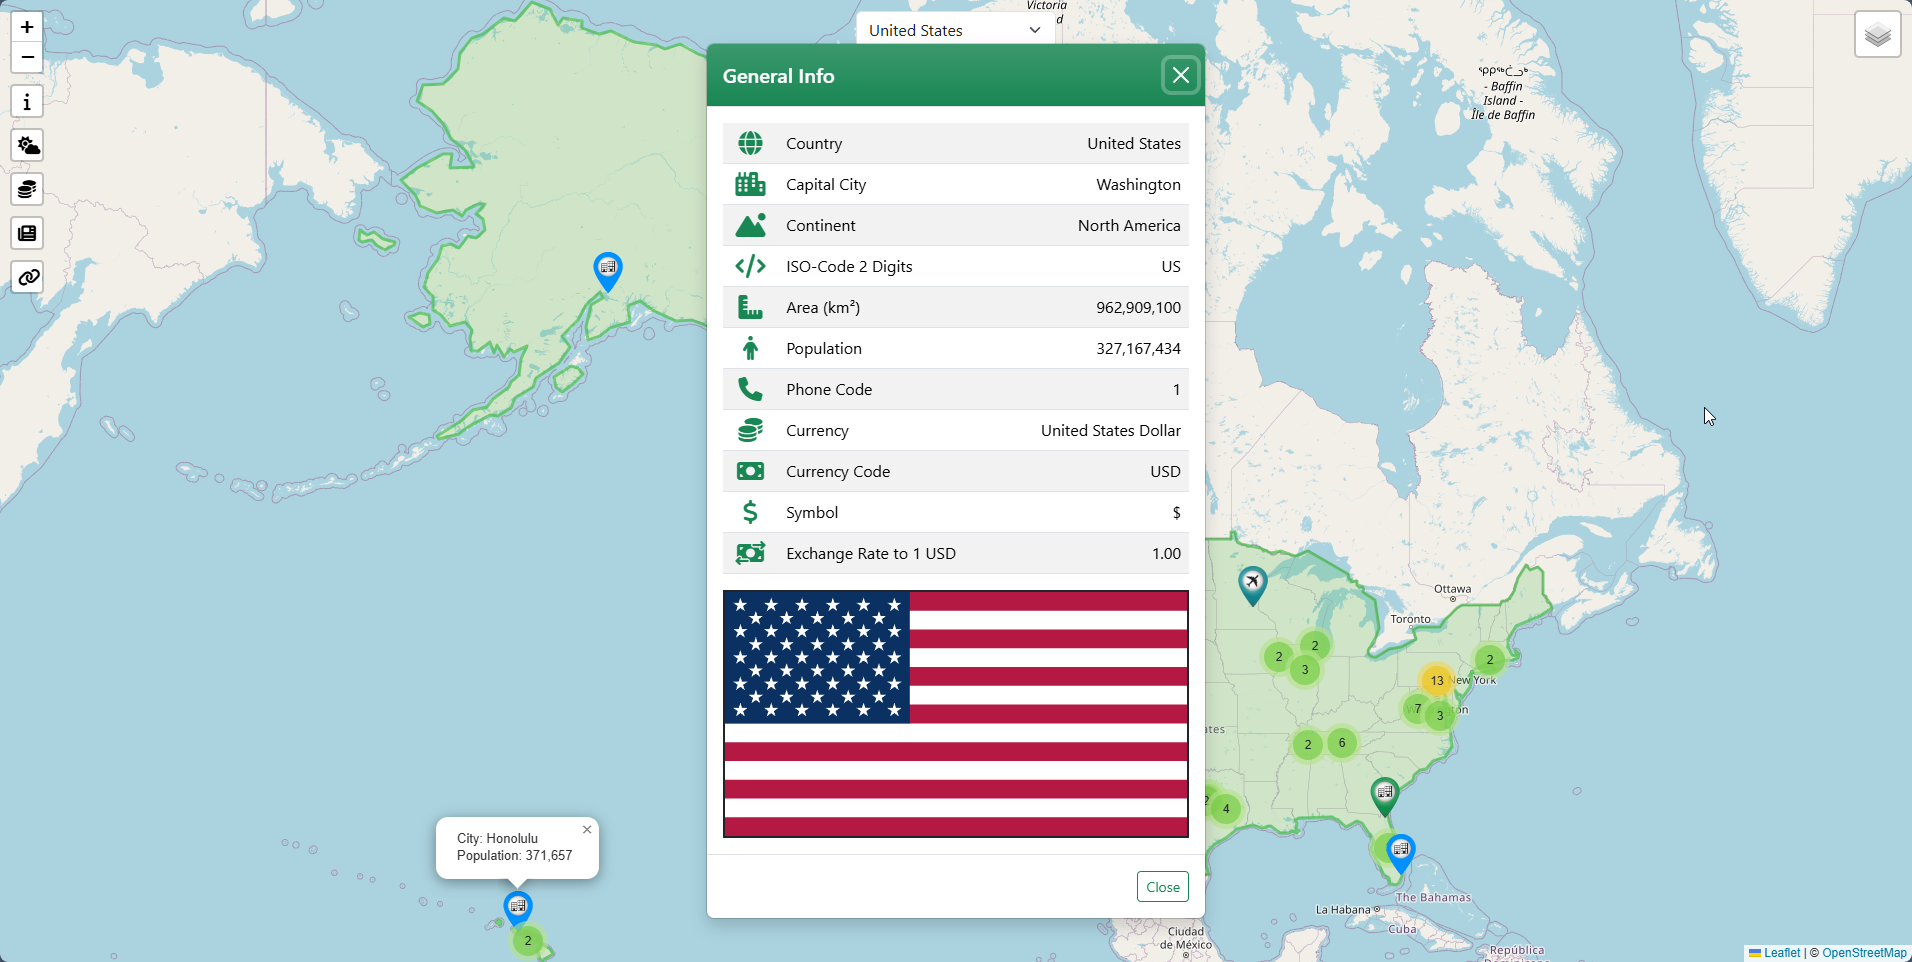 +
−
i
Victoria
d
United States
General Info
Country United States
Capital City Washington
Continent North America
ISO-Code 2 Digits US
Area (km²) 962,909,100
Population 327,167,434
Phone Code 1
Currency United States Dollar
Currency Code USD
Symbol $
Exchange Rate to 1 USD 1.00
Close
- Baffin
Island -
Île de Baffin
Ottawa
Toronto
2
2
3
2
13
New York
7
3
on
ates
2
6
2
4
City: Honolulu
Population: 371,657
×
2
The Bahamas
La Habana
Cuba
Ciudad
de México
República
Leaflet | © OpenStreetMap